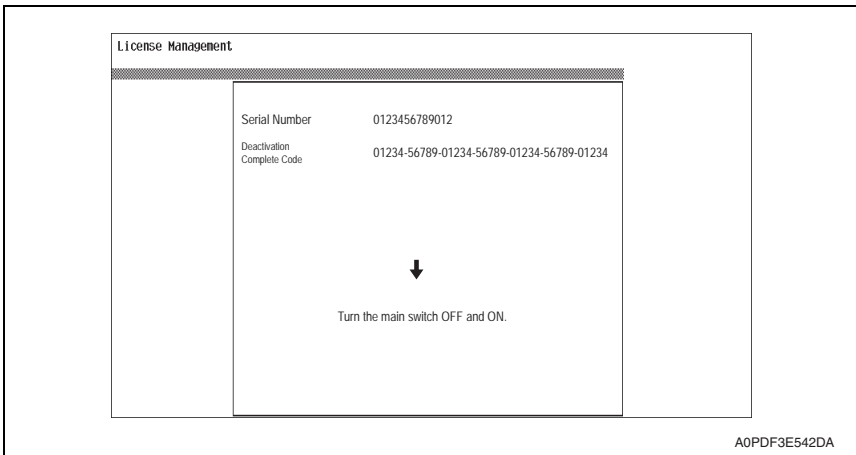 License Management
Serial Number 0123456789012
Deactivation
Complete Code 01234-56789-01234-56789-01234-56789-01234
Turn the main switch OFF and ON.
A0PDF3E542DA